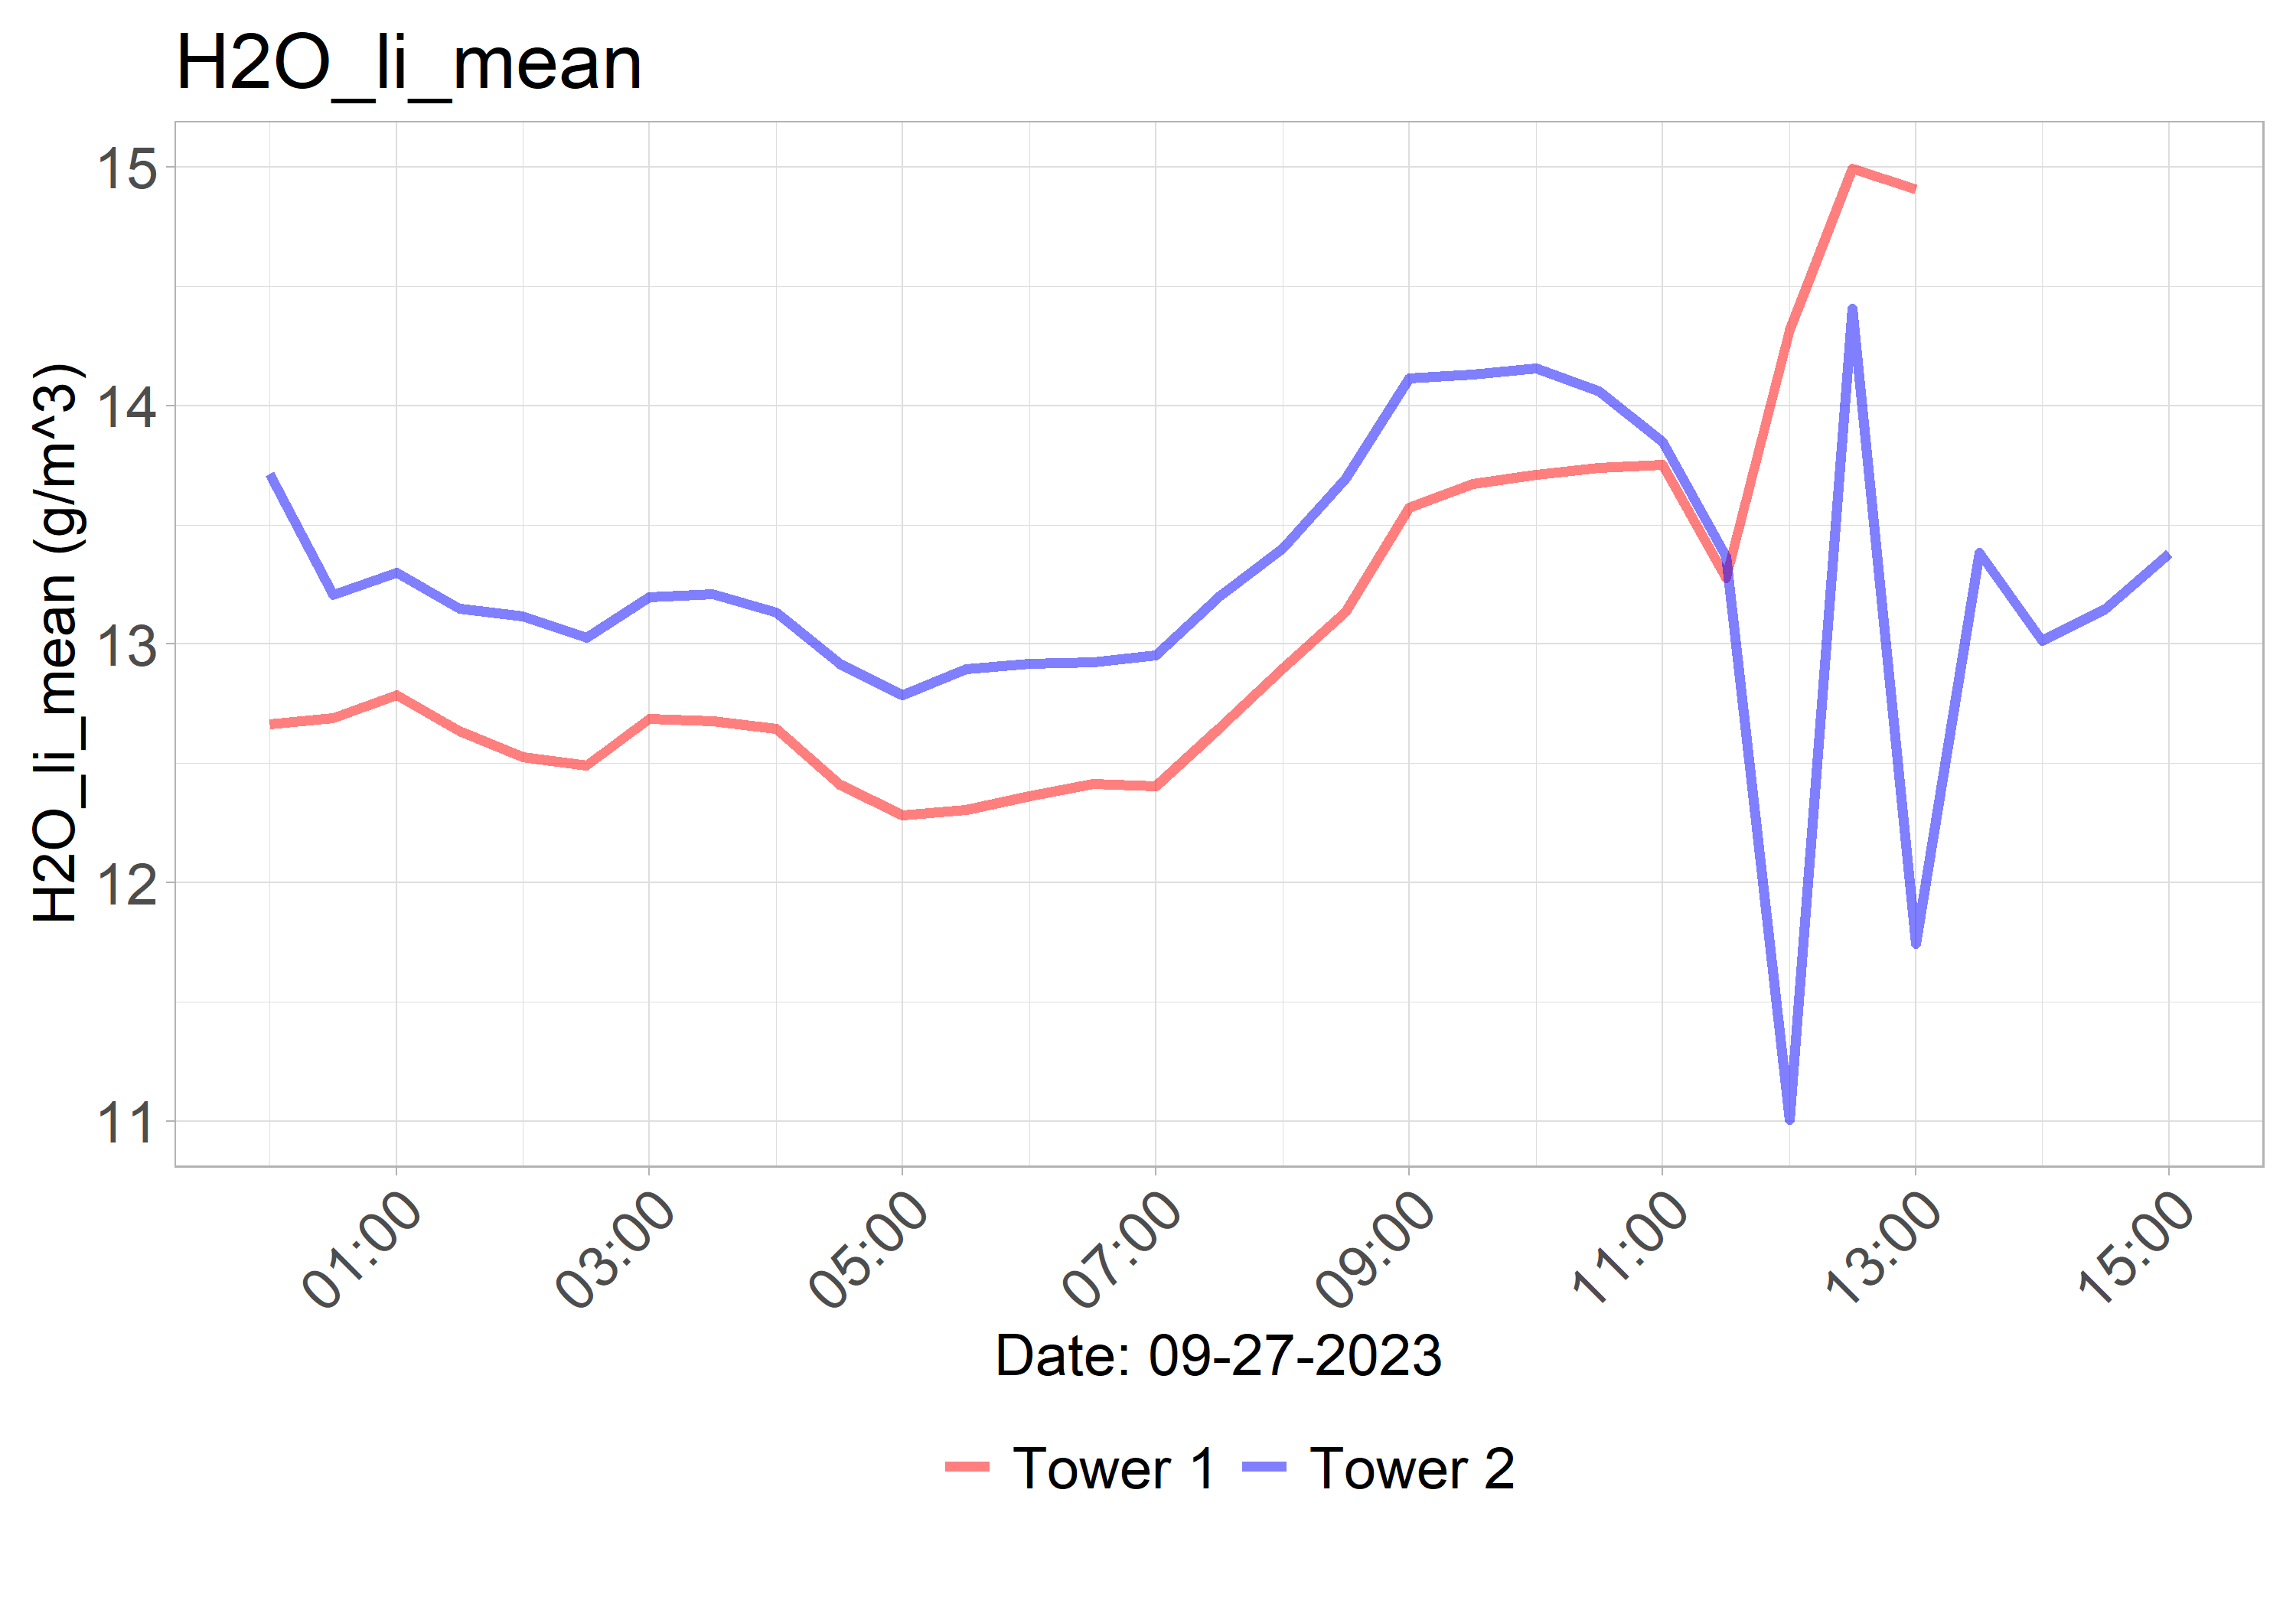 H2O_li_mean
H2O_li_mean (g/m^3)
15
14
13
12
11
01:00
03:00
05:00
07:00
09:00
11:00
13:00
15:00
Date: 09-27-2023
Tower 1
Tower 2